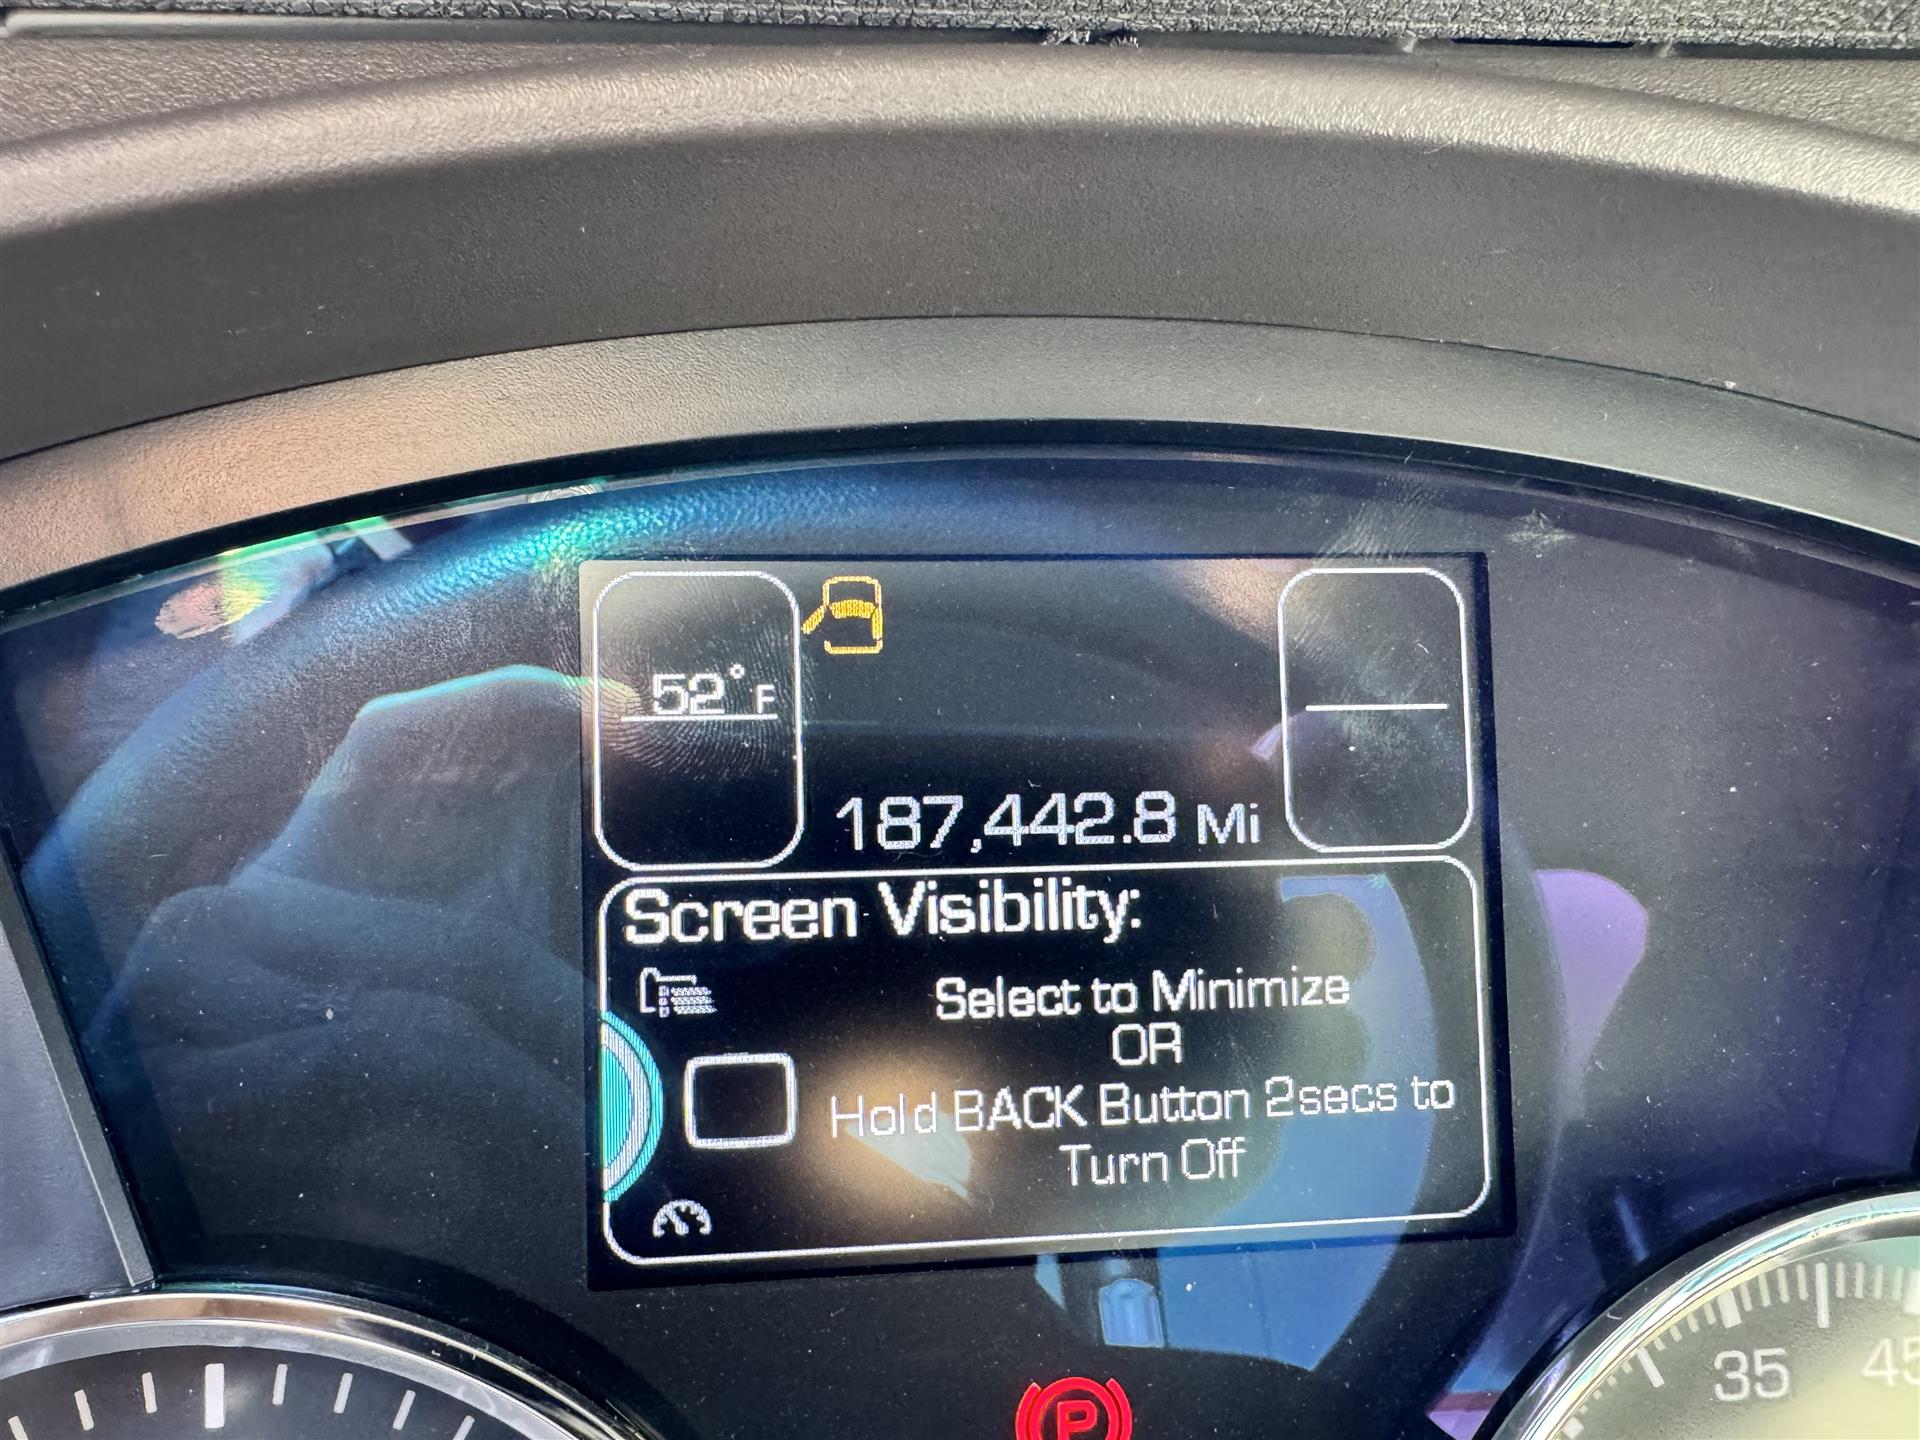 52°F
187,442.8 Mi
Screen Visibility:
Select to Minimize
OR
Hold BACK Button 2secs to
Turn Off
P
35
45